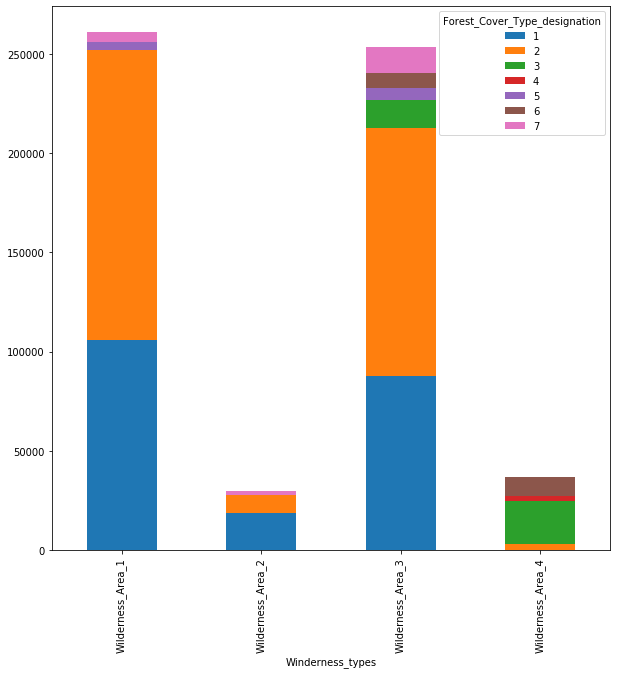 Forest_Cover_Type_designation
1
2
3
4
5
6
7
250000
200000
150000
100000
50000
0
Wilderness_Area_1
Wilderness_Area_2
Wilderness_Area_3
Wilderness_Area_4
Winderness_types